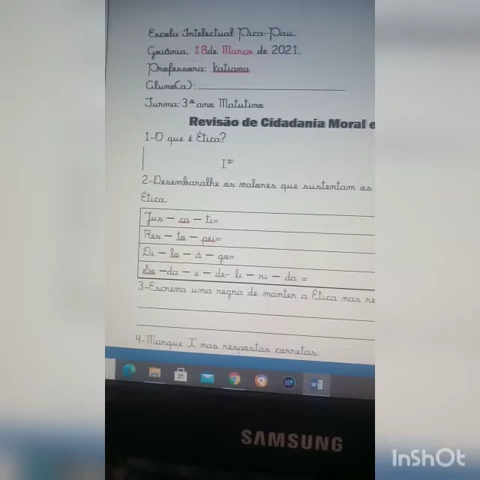 Escola Intelectual Pica-Pau.
Goiânia, 18de Março de 2021.
Professora: Katiana
Aluno(a):
Turma: 3º ano Matutino
Revisão de Cidadania Moral e
1-O que é Ética?
2-Desembaralhe os valores que sustentam os
Ética.
Jus – ca – ti=
Res – to – pei=
Di – lo – á – go=
So –da – e – de- li – ri – da =
3-Escreva uma regra de manter a Ética nas re
4-Marque X nas respostas corretas.
SAMSUNG
InShOt